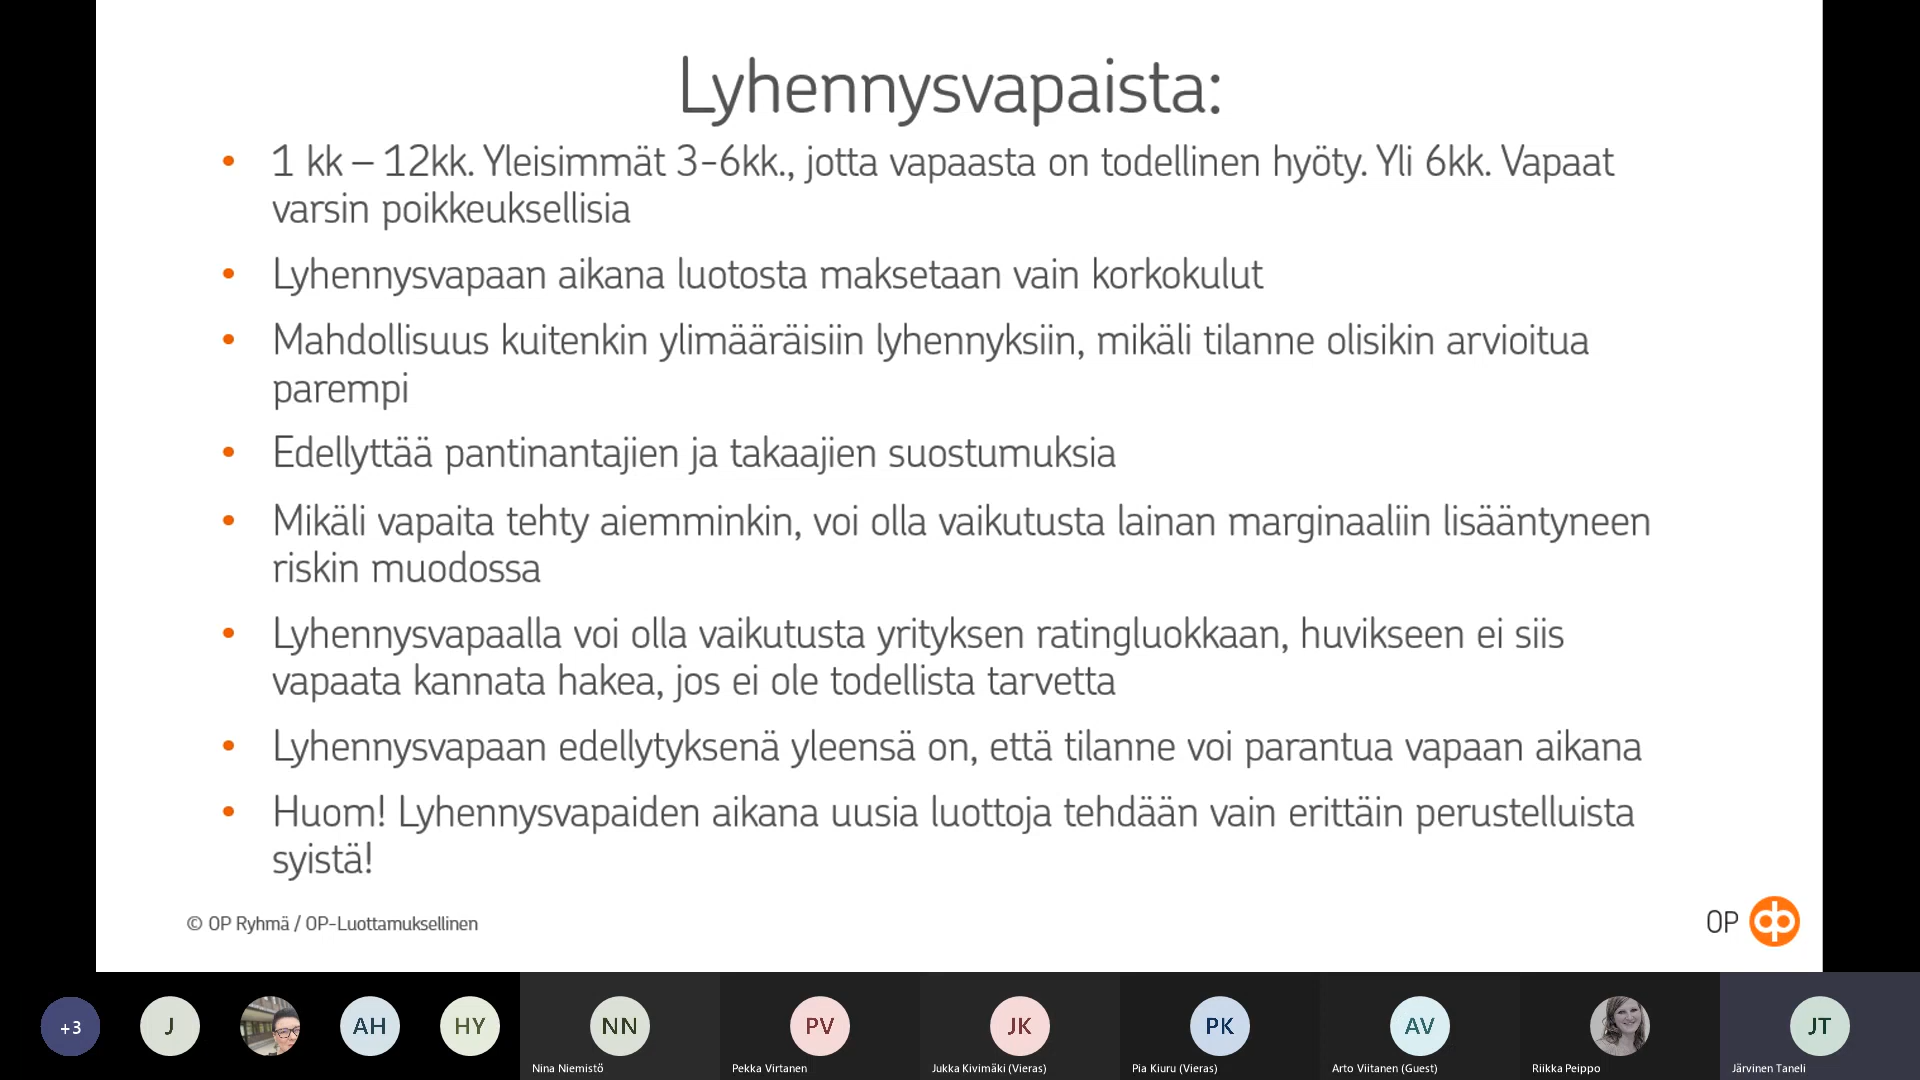 Lyhennysvapaista:
• 1 kk – 12kk. Yleisimmät 3-6kk., jotta vapaasta on todellinen hyöty. Yli 6kk. Vapaat
varsin poikkeuksellisia
• Lyhennysvapaan aikana luotosta maksetaan vain korkokulut
• Mahdollisuus kuitenkin ylimääräisiin lyhennyksiin, mikäli tilanne olisikin arvioitua
parempi
• Edellyttää pantinantajien ja takaajien suostumuksia
• Mikäli vapaita tehty aiemminkin, voi olla vaikutusta lainan marginaaliin lisääntyneen
riskin muodossa
• Lyhennysvapaalla voi olla vaikutusta yrityksen ratingluokkaan, huvikseen ei siis
vapaata kannata hakea, jos ei ole todellista tarvetta
• Lyhennysvapaan edellytyksenä yleensä on, että tilanne voi parantua vapaan aikana
• Huom! Lyhennysvapaiden aikana uusia luottoja tehdään vain erittäin perustelluista
syistä!
© OP Ryhmä / OP-Luottamuksellinen
OP
+3 J AH HY NN PV JK PK AV JT
Nina Niemistö Pekka Virtanen Jukka Kivimäki (Vieras) Pia Kiuru (Vieras) Arto Viitanen (Guest) Riikka Peippo Järvinen Taneli